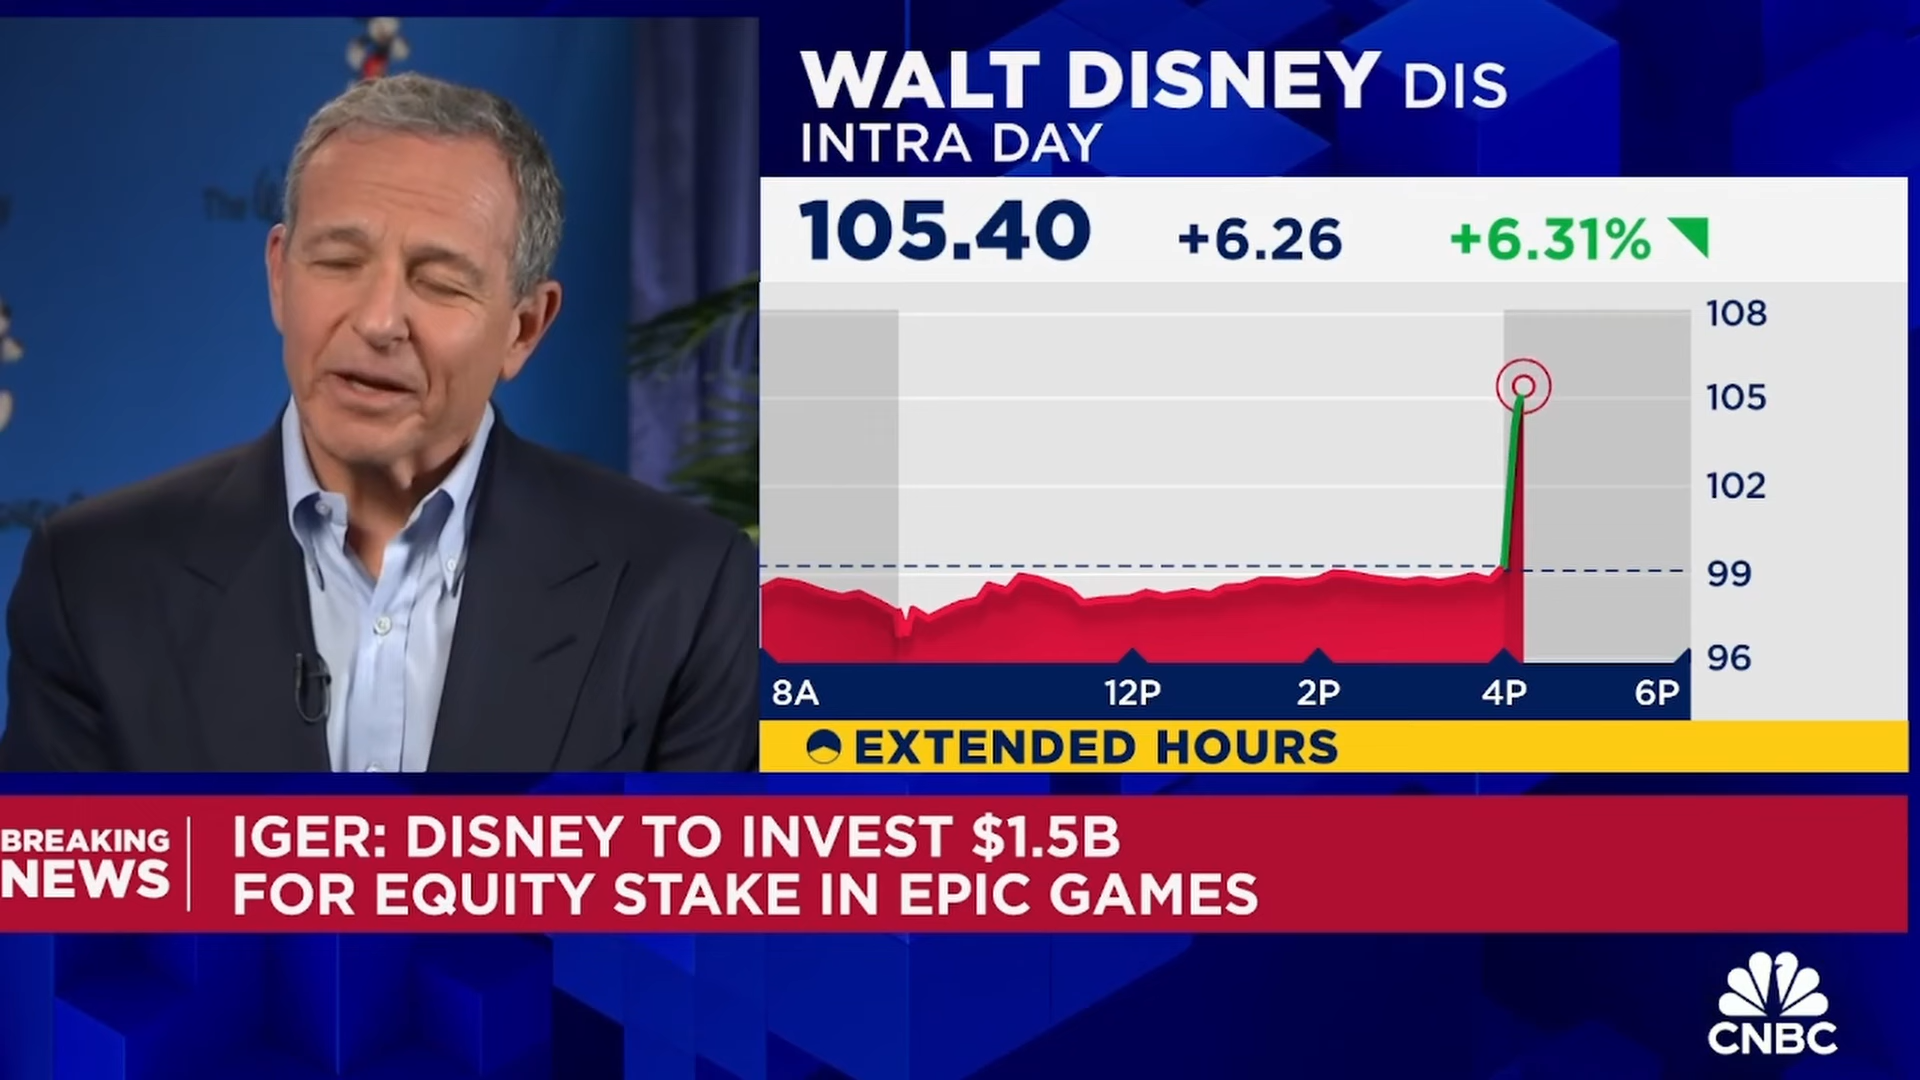 WALT DISNEY DIS
INTRA DAY
105.40 +6.26 +6.31%
108
105
102
99
96
8A 12P 2P 4P 6P
EXTENDED HOURS
BREAKING NEWS
IGER: DISNEY TO INVEST $1.5B
FOR EQUITY STAKE IN EPIC GAMES
CNBC
The